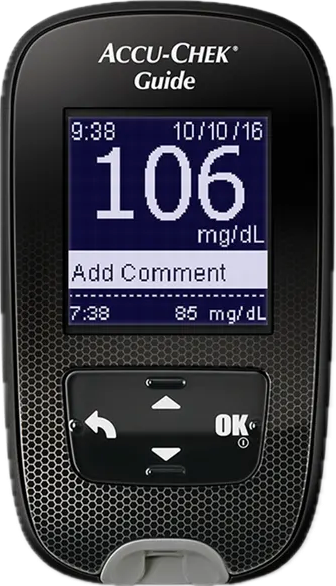 ACCU-CHEK®
Guide
9:38 10/10/16
106
mg/dL
Add Comment
7:38 85 mg/dL
OK